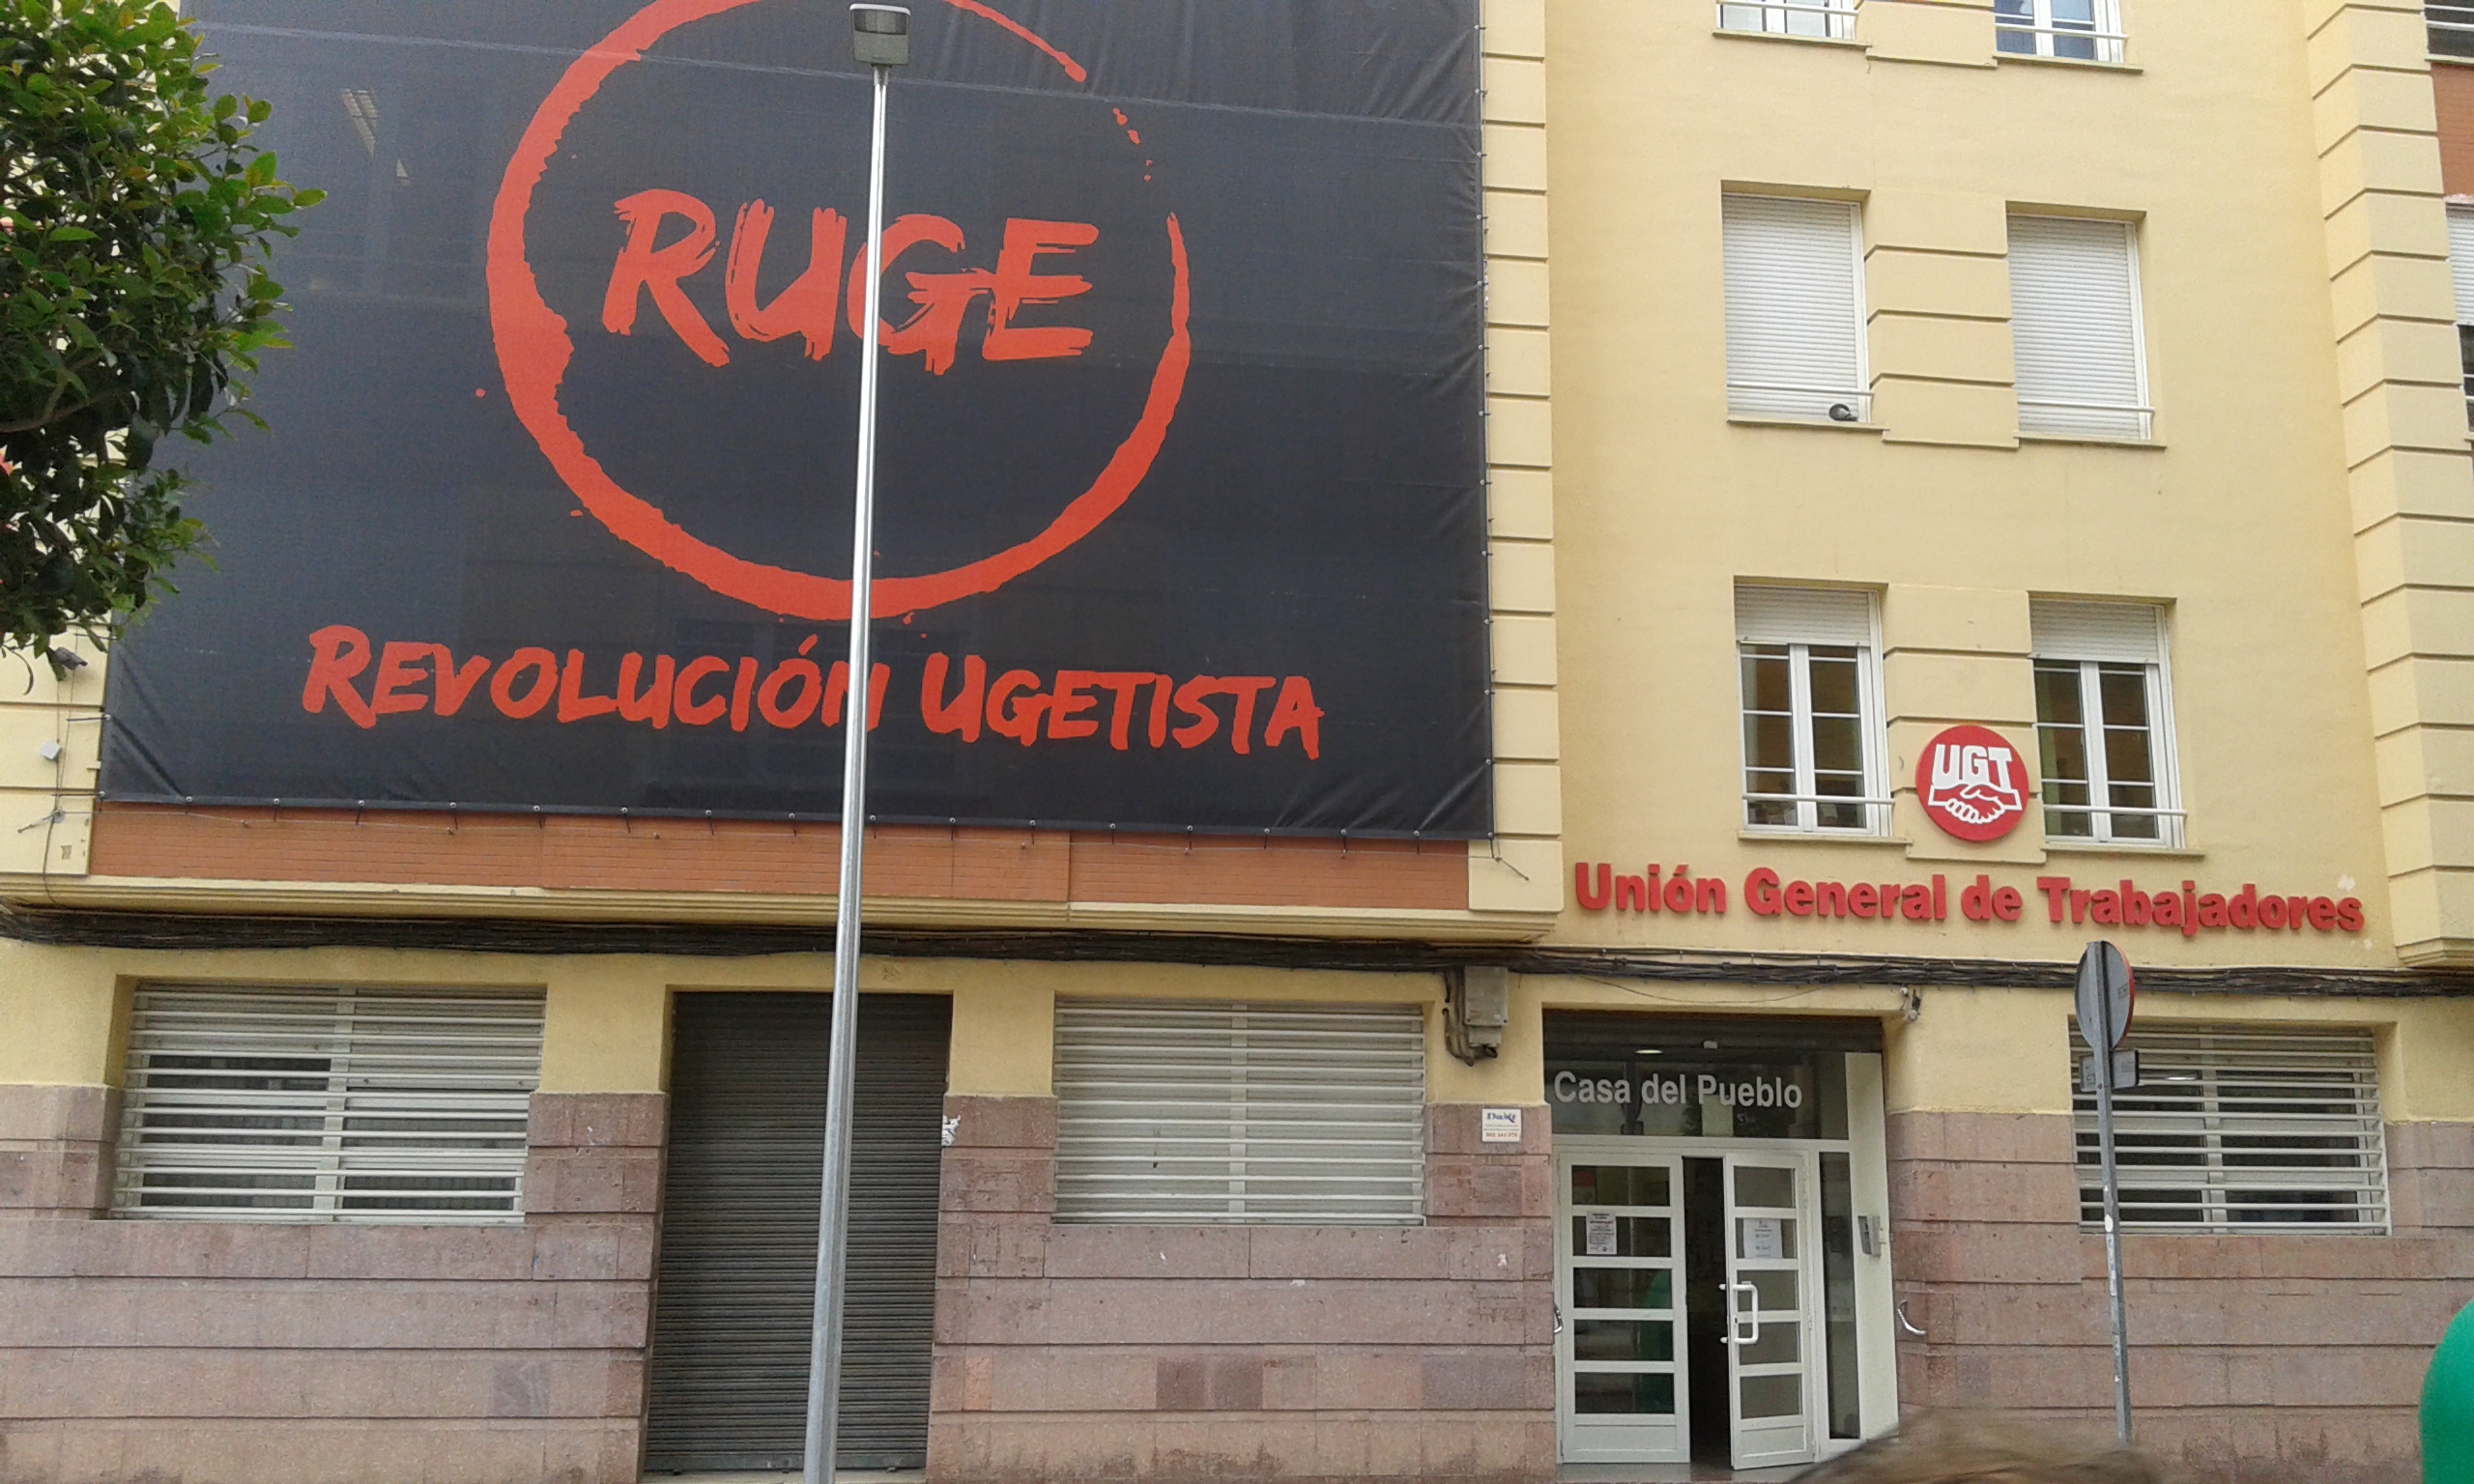 RUGE
REVOLUCIÓN UGETISTA
UGT
Unión General de Trabajadores
Casa del Pueblo